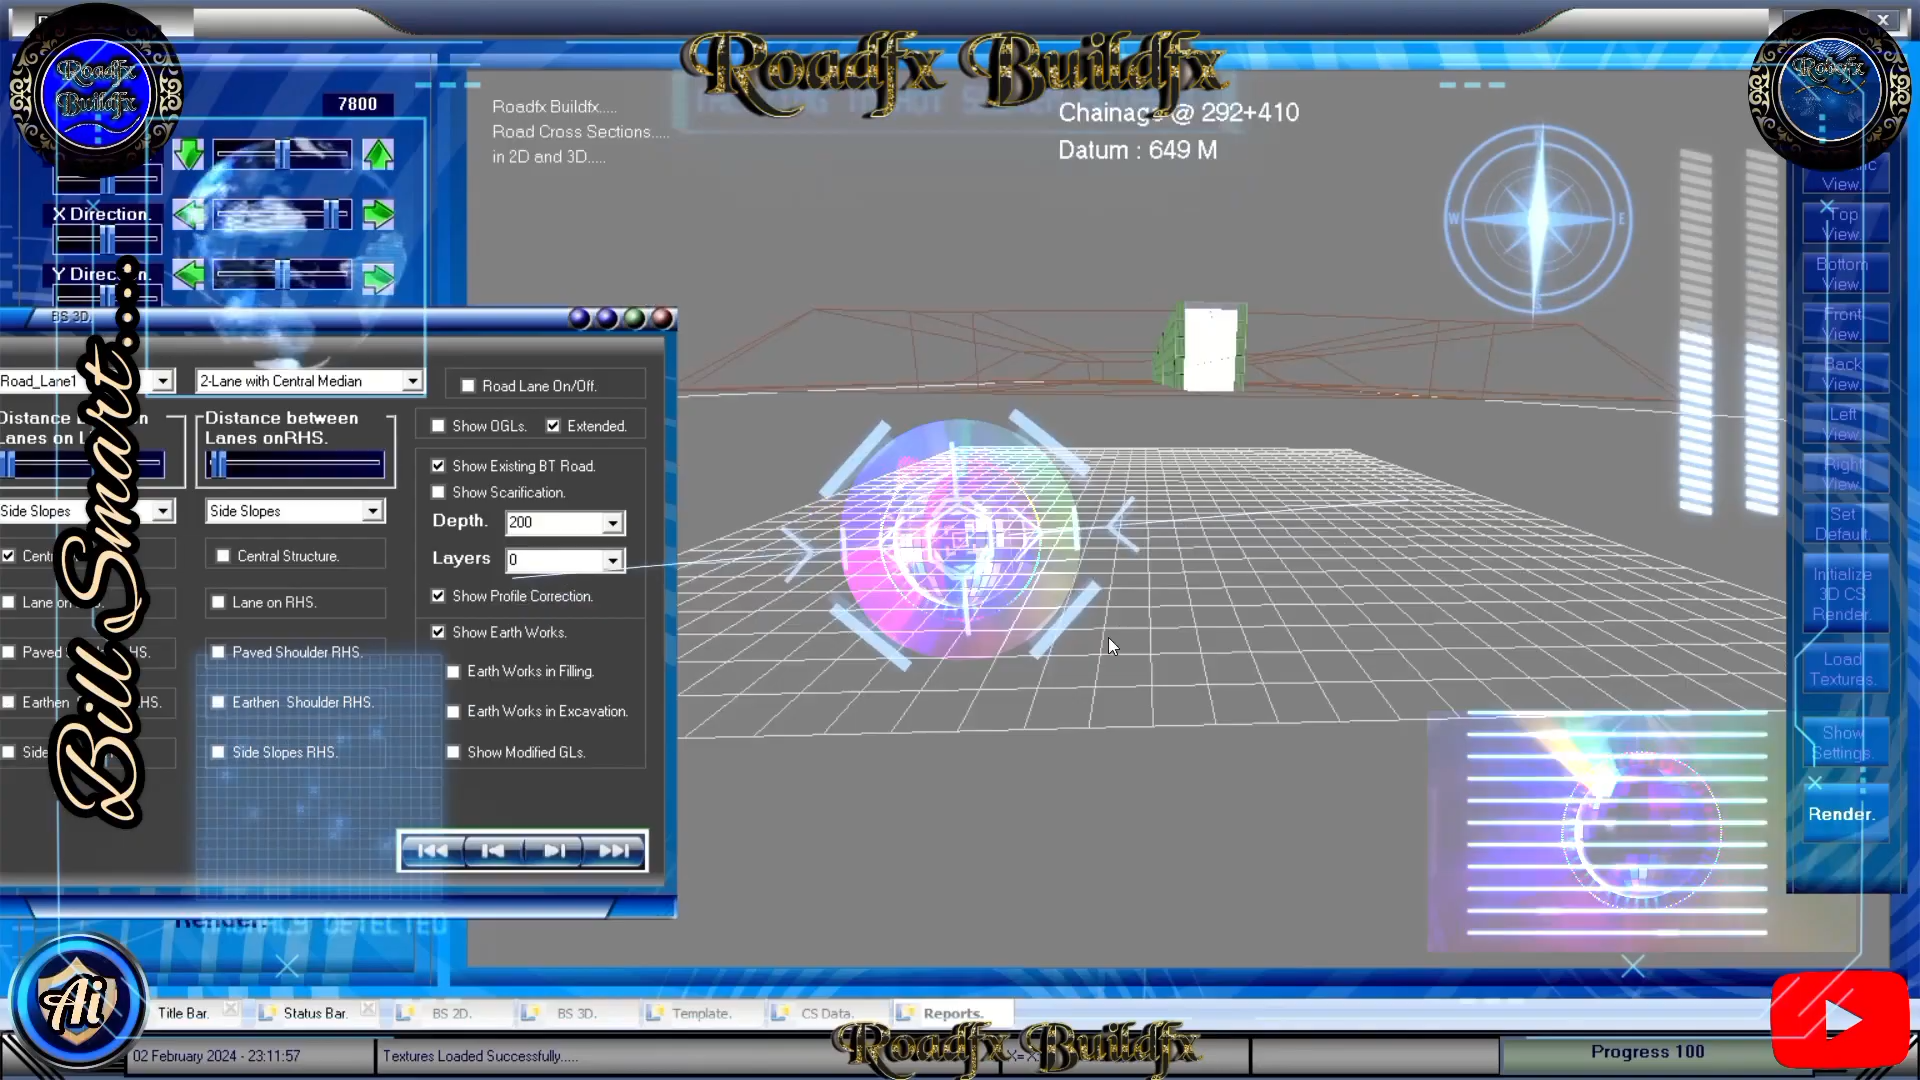 Roadfx Buildfx
Roadfx
Buildfx
Roadfx
7800
Roadfx Buildfx.....
Road Cross Sections.....
in 2D and 3D.....
Chainage @ 292+410
Datum : 649 M
X Direction.
Y Direction.
W
E
S
View.
Top
View.
Bottom
View.
Front
View.
Back
View.
Left
View.
Right
View.
Set
Default.
Initialize
3D CS
Render.
Load
Textures.
Show
Settings.
Render.
BS 3D.
Road_Lane1
2-Lane with Central Median
Road Lane On/Off.
Distance between
Lanes onRHS.
Show OGLs.
Extended.
Show Existing BT Road.
Show Scarification.
Side Slopes
Side Slopes
Depth.
200
Layers
0
Central Structure.
Show Profile Correction.
Lane on RHS.
Show Earth Works.
Paved Shoulder RHS.
Earth Works in Filling.
Earthen Shoulder RHS.
Earth Works in Excavation.
Side Slopes RHS.
Show Modified GLs.
Bill Smart....
DETECTED
Ai
Title Bar.
Status Bar.
BS 2D.
BS 3D.
Template.
CS Data.
Reports.
Roadfx Buildfx
02 February 2024 - 23:11:57
Textures Loaded Successfully.....
Progress 100